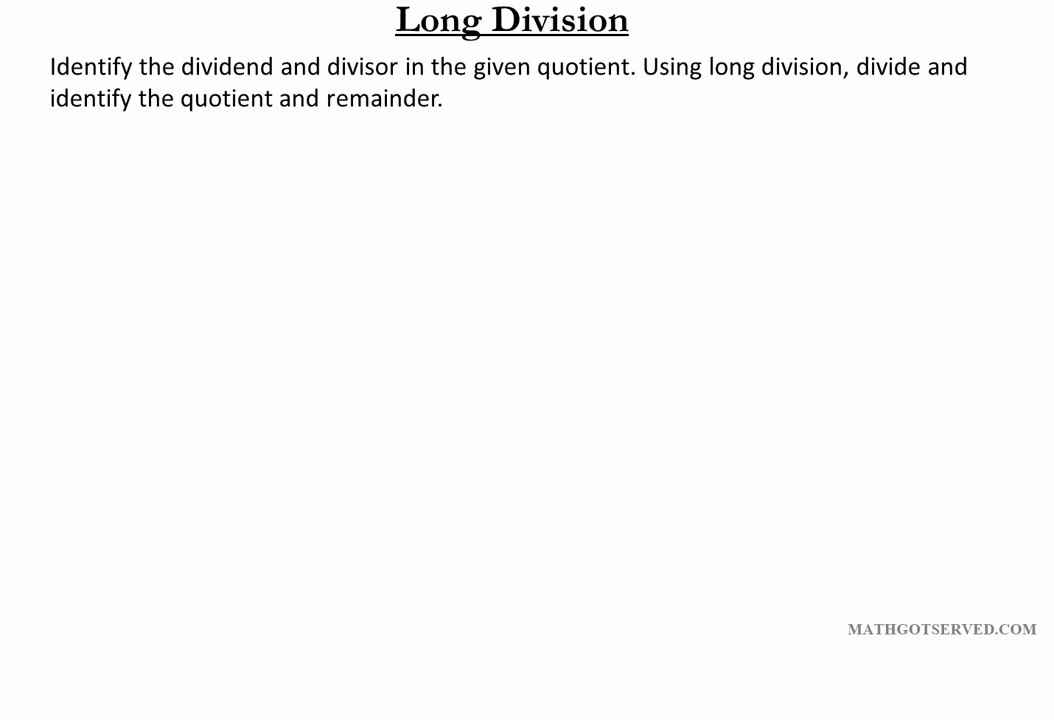 Long Division
Identify the dividend and divisor in the given quotient. Using long division, divide and
identify the quotient and remainder.
MATHGOTSERVED.COM